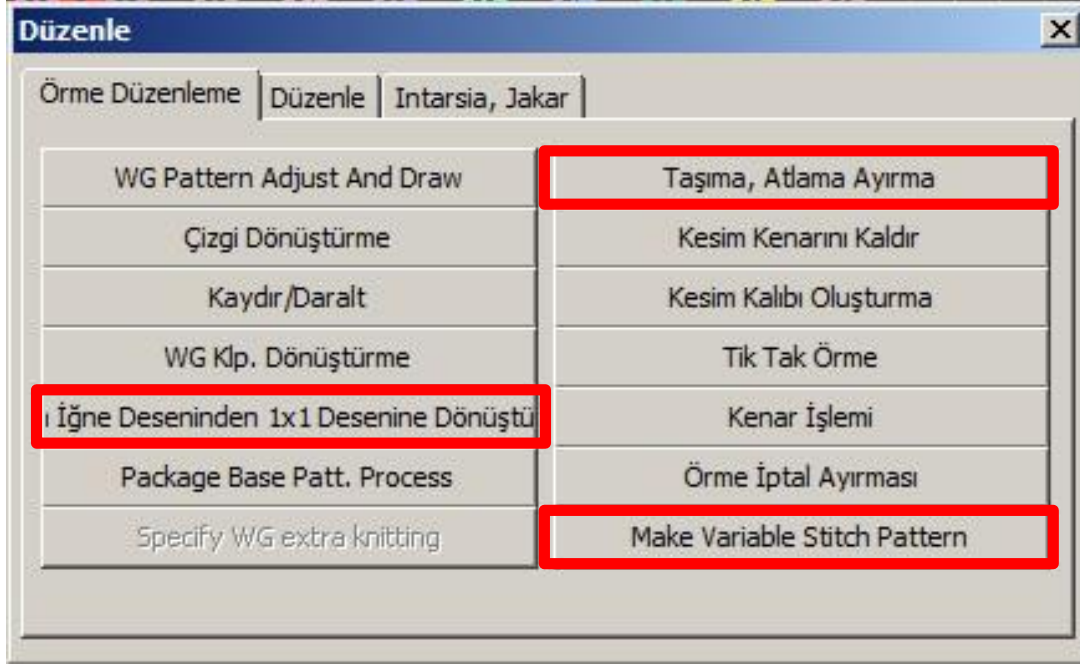 Düzenle
Örme Düzenleme
Düzenle
Intarsia, Jakar
WG Pattern Adjust And Draw
Taşıma, Atlama Ayırma
Çizgi Dönüştürme
Kesim Kenarını Kaldır
Kaydır/Daralt
Kesim Kalıbı Oluşturma
WG Klp. Dönüştürme
Tik Tak Örme
ı İğne Deseninden 1x1 Desenine Dönüştü
Kenar İşlemi
Package Base Patt. Process
Örme İptal Ayırması
Specify WG extra knitting
Make Variable Stitch Pattern